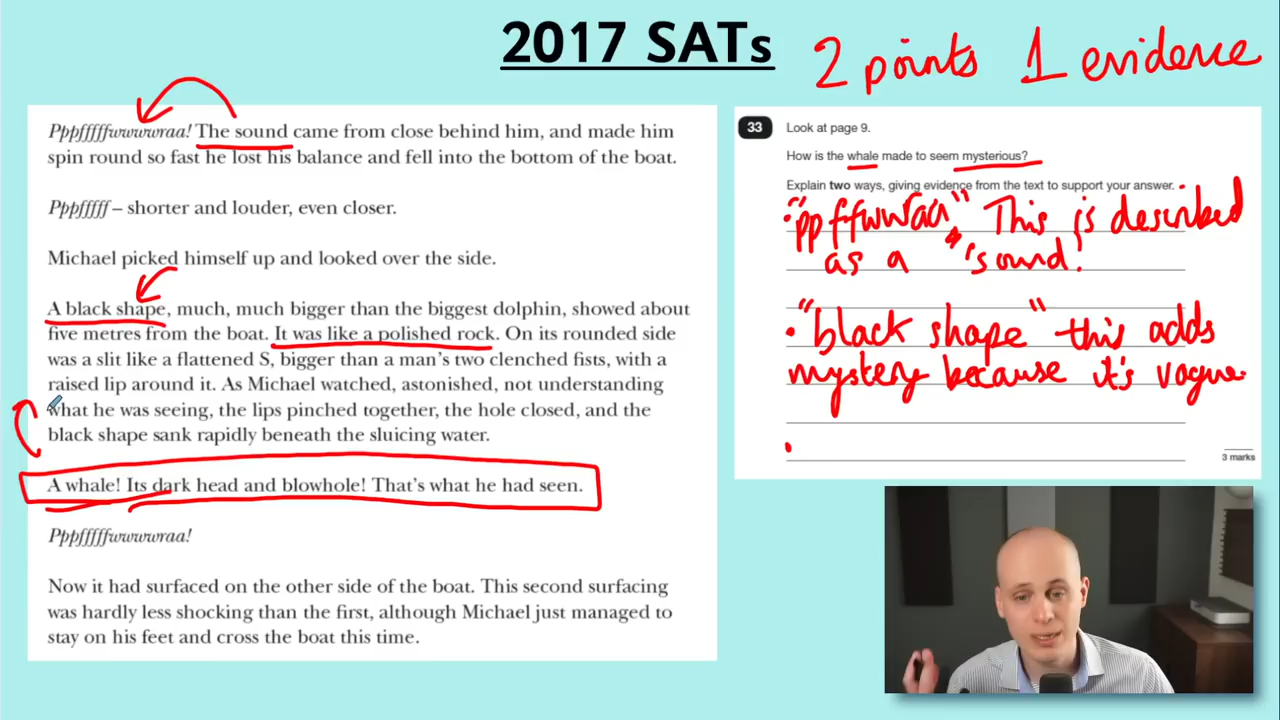 2017 SATs
2 points 1 evidence
Pppfffffwwwwraa! The sound came from close behind him, and made him
spin round so fast he lost his balance and fell into the bottom of the boat.
Pppfffff – shorter and louder, even closer.
Michael picked himself up and looked over the side.
A black shape, much, much bigger than the biggest dolphin, showed about
five metres from the boat. It was like a polished rock. On its rounded side
was a slit like a flattened S, bigger than a man's two clenched fists, with a
raised lip around it. As Michael watched, astonished, not understanding
what he was seeing, the lips pinched together, the hole closed, and the
black shape sank rapidly beneath the sluicing water.
A whale! Its dark head and blowhole! That's what he had seen.
Pppfffffwwwwraa!
Now it had surfaced on the other side of the boat. This second surfacing
was hardly less shocking than the first, although Michael just managed to
stay on his feet and cross the boat this time.
33 Look at page 9.
How is the whale made to seem mysterious?
Explain two ways, giving evidence from the text to support your answer.
• "ppffwwraa" This is described
as a 'sound'.
• "black shape" this adds
mystery because it's vague.
•
3 marks